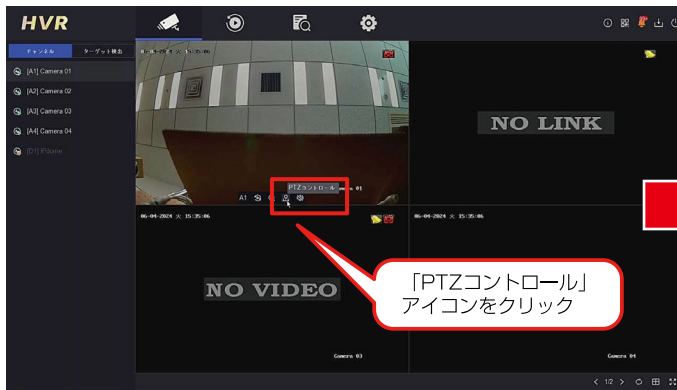 HVR
チャンネル ターゲット検出
[A1] Camera 01
[A2] Camera 02
[A3] Camera 03
[A4] Camera 04
[D1] IPdome
06-04-2024 火 15:35:06
NO LINK
PTZコントロール
01
A1
06-04-2024 火 15:35:06
06-04-2024 火 15:35:06
NO VIDEO
「PTZコントロール」
アイコンをクリック
Camera 03
Camera 04
1/2